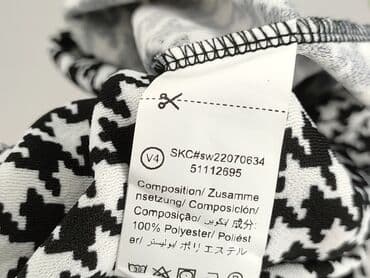 V4
SKC#sw22070634
51112695
Composition/ Zusamme
nsetzung/ Composición/
Composição/ تكوين/ 成分:
100% Polyester/ Poliést
er/ بوليستر/ ポリエステル